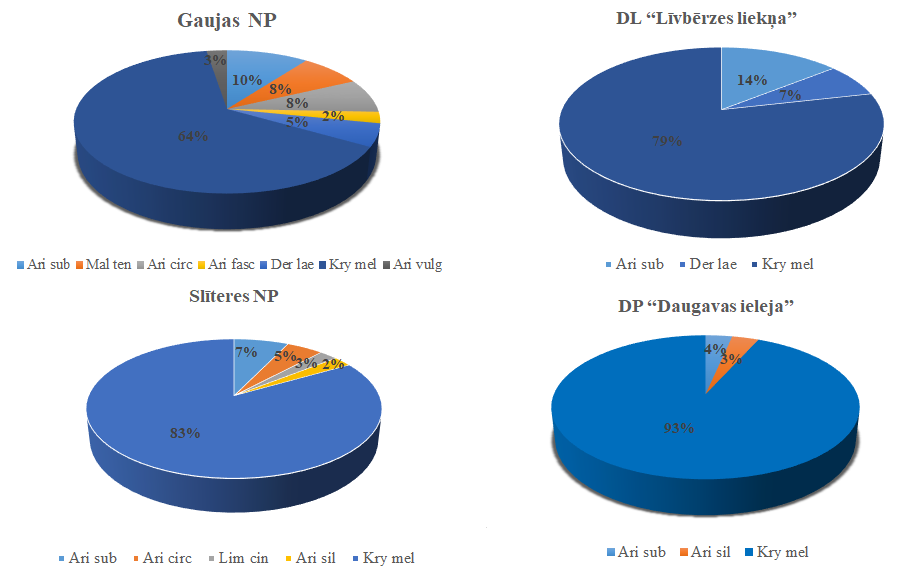 Gaujas NP
3%
10%
8%
8%
2%
5%
64%
Ari sub Mal ten Ari circ Ari fasc Der lae Kry mel Ari vulg
DL “Līvbērzes liekņa”
14%
7%
79%
Ari sub Der lae Kry mel
Slīteres NP
7%
5%
3%
2%
83%
Ari sub Ari circ Lim cin Ari sil Kry mel
DP “Daugavas ieleja”
4%
3%
93%
Ari sub Ari sil Kry mel